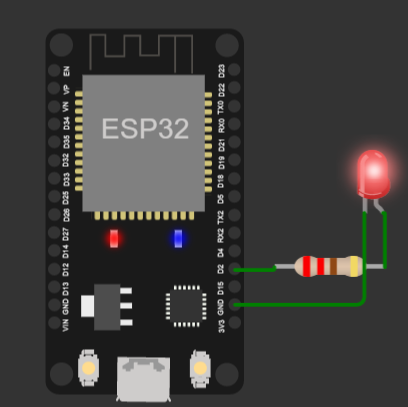 ESP32
EN
VP
VN
D34
D35
D32
D33
D25
D26
D27
D14
D12
D13
GND
VIN
D23
D22
TX0
RX0
D21
D19
D18
D5
TX2
RX2
D4
D2
D15
GND
3V3